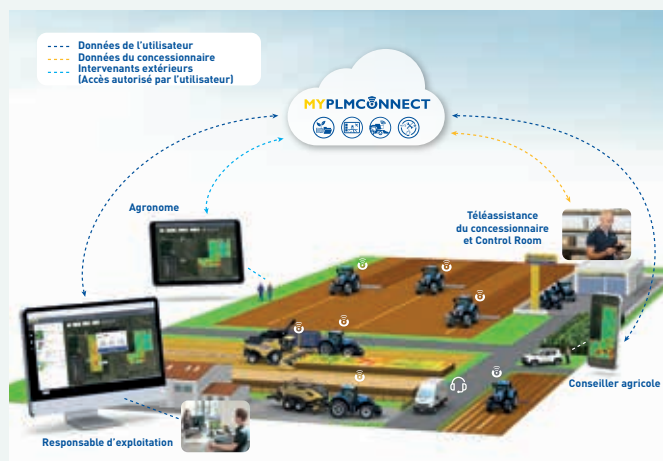 Données de l'utilisateur
Données du concessionnaire
Intervenants extérieurs
(Accès autorisé par l'utilisateur)
MYPLMCONNECT
Agronome
Téléassistance
du concessionnaire
et Control Room
Conseiller agricole
Responsable d'exploitation